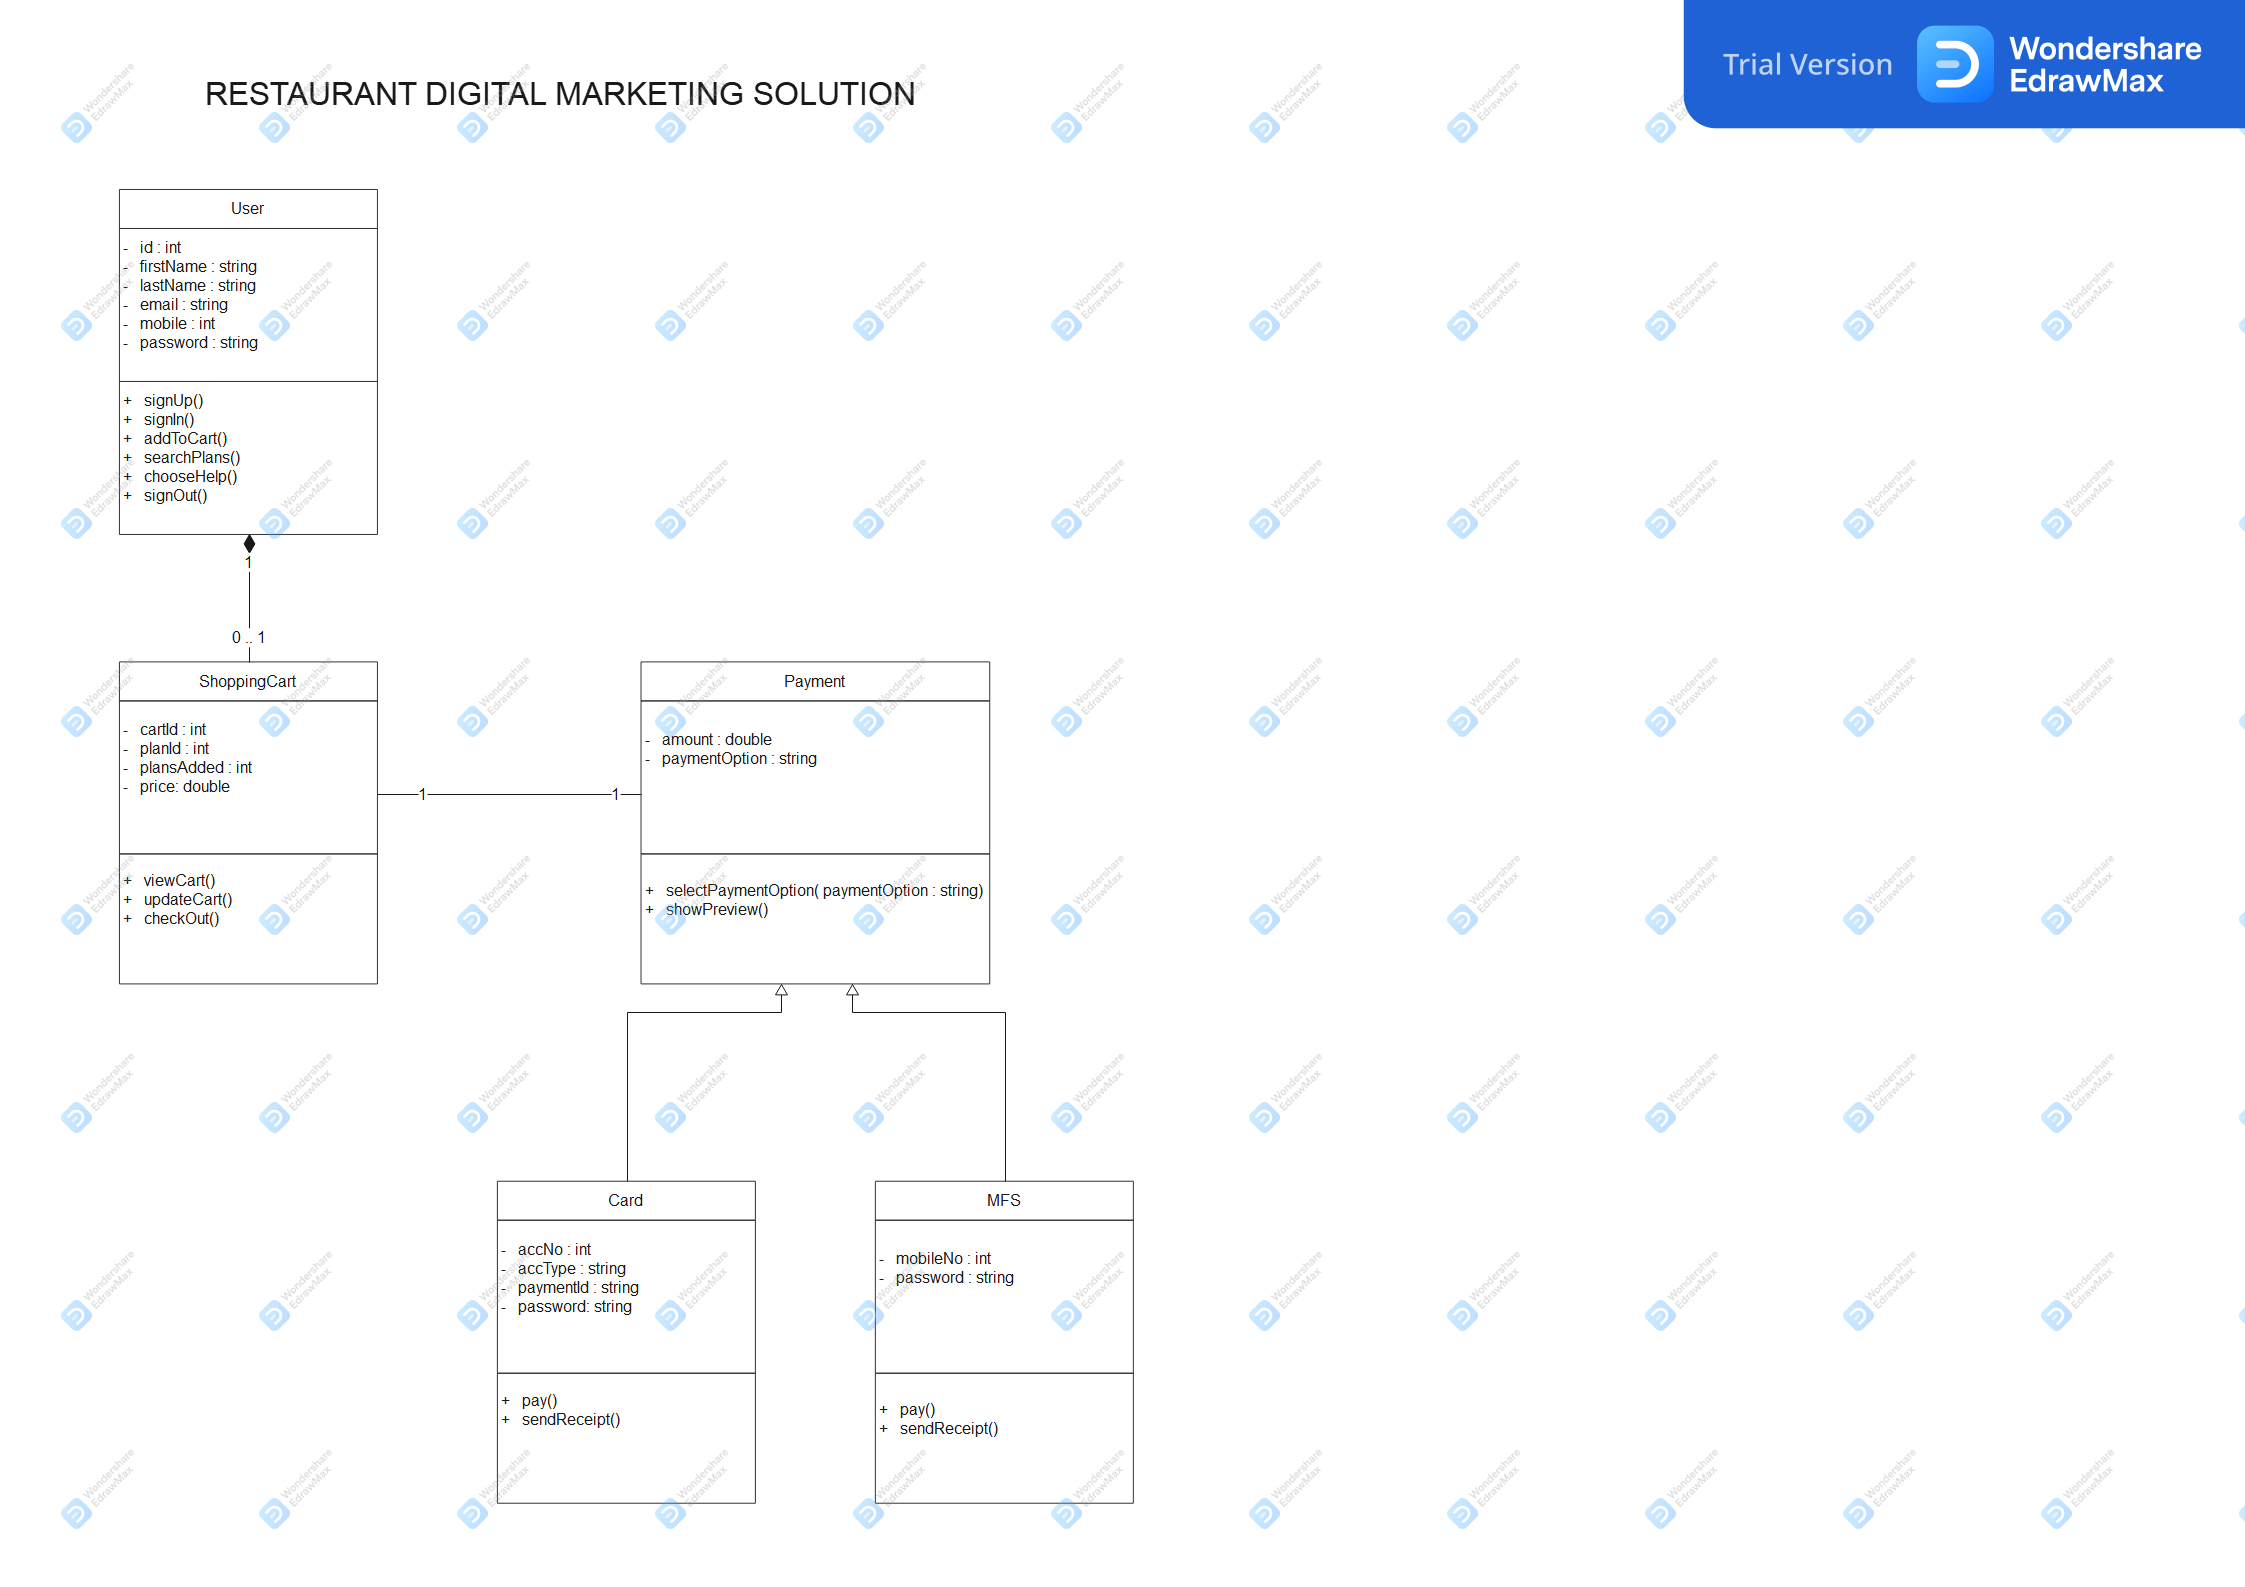 Trial Version
Wondershare
EdrawMax
RESTAURANT DIGITAL MARKETING SOLUTION
User
- id : int
- firstName : string
- lastName : string
- email : string
- mobile : int
- password : string
+ signUp()
+ signIn()
+ addToCart()
+ searchPlans()
+ chooseHelp()
+ signOut()
1
0 .. 1
ShoppingCart
- cartId : int
- planId : int
- plansAdded : int
- price: double
+ viewCart()
+ updateCart()
+ checkOut()
1
1
Payment
- amount : double
- paymentOption : string
+ selectPaymentOption( paymentOption : string)
+ showPreview()
Card
- accNo : int
- accType : string
- paymentId : string
- password: string
+ pay()
+ sendReceipt()
MFS
- mobileNo : int
- password : string
+ pay()
+ sendReceipt()